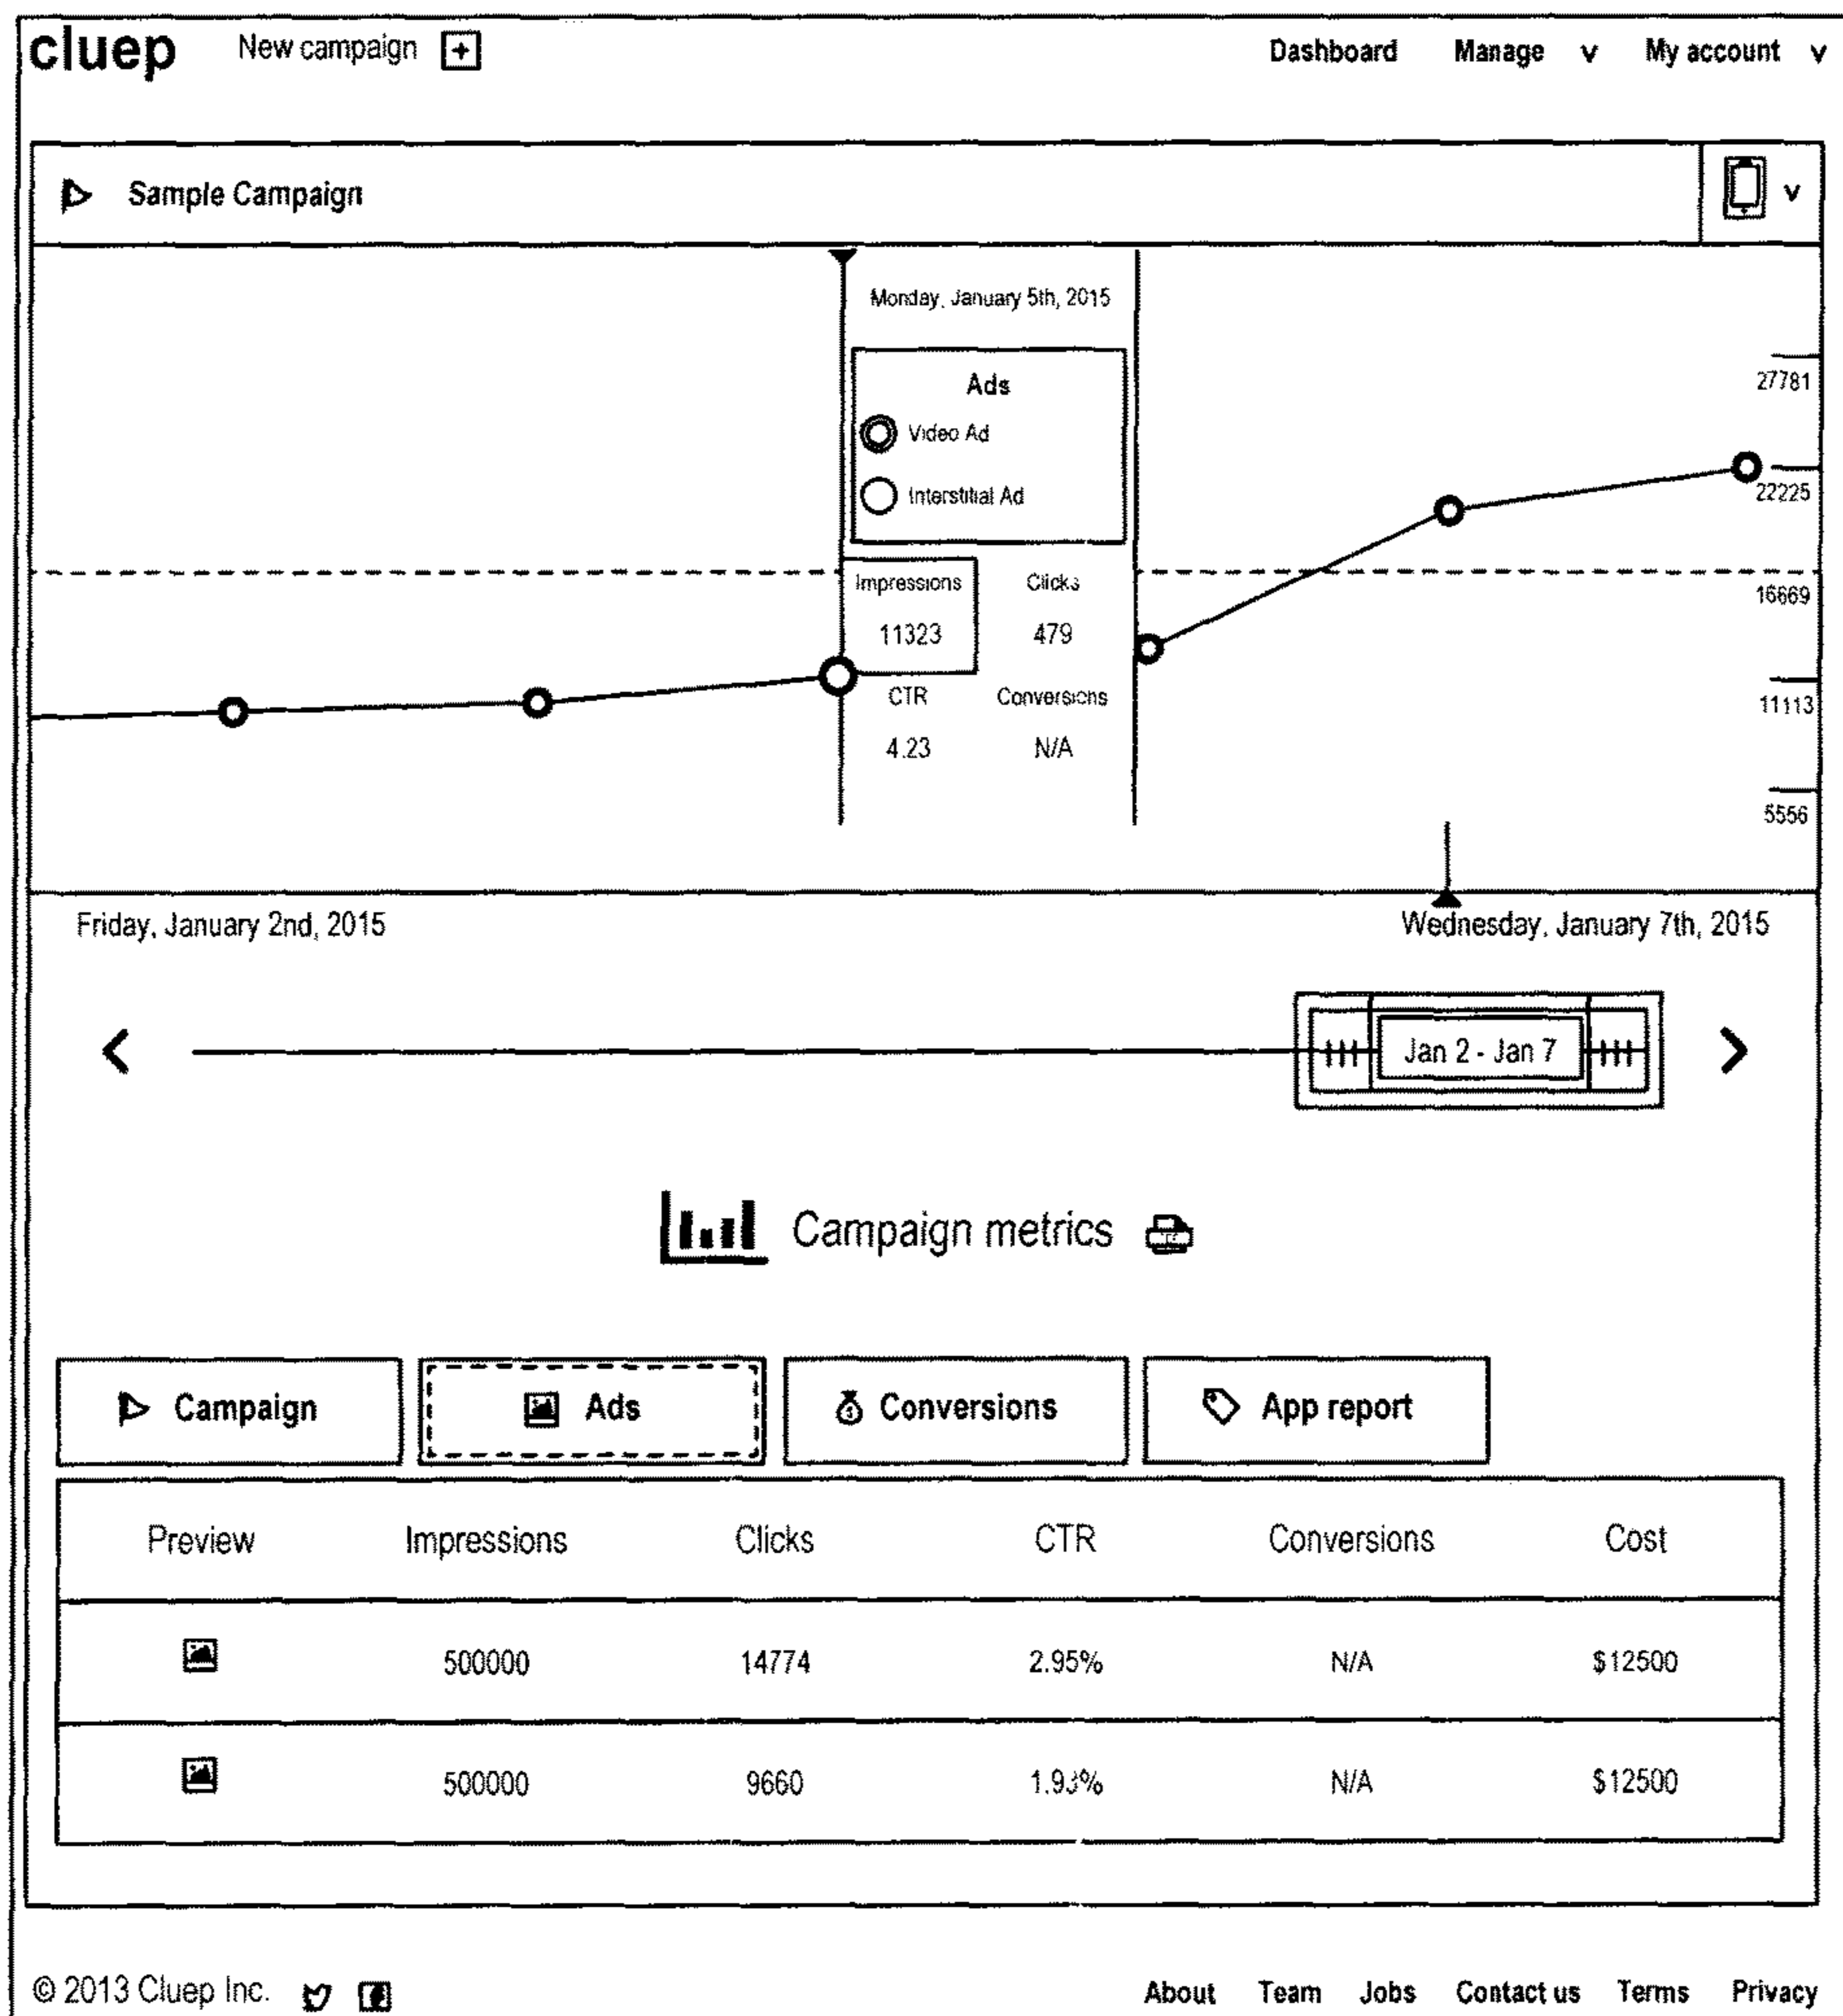 cluep New campaign + Dashboard Manage v My account v
Sample Campaign v
Monday, January 5th, 2015
Ads
Video Ad
Interstitial Ad
Impressions Clicks
11323 479
CTR Conversions
4.23 N/A
27781
22225
16669
11113
5556
Friday, January 2nd, 2015 Wednesday, January 7th, 2015
< Jan 2 - Jan 7 >
Campaign metrics
Campaign Ads Conversions App report
Preview Impressions Clicks CTR Conversions Cost
500000 14774 2.95% N/A $12500
500000 9660 N/A $12500
© 2013 Cluep Inc. About Team Jobs Contact us Terms Privacy